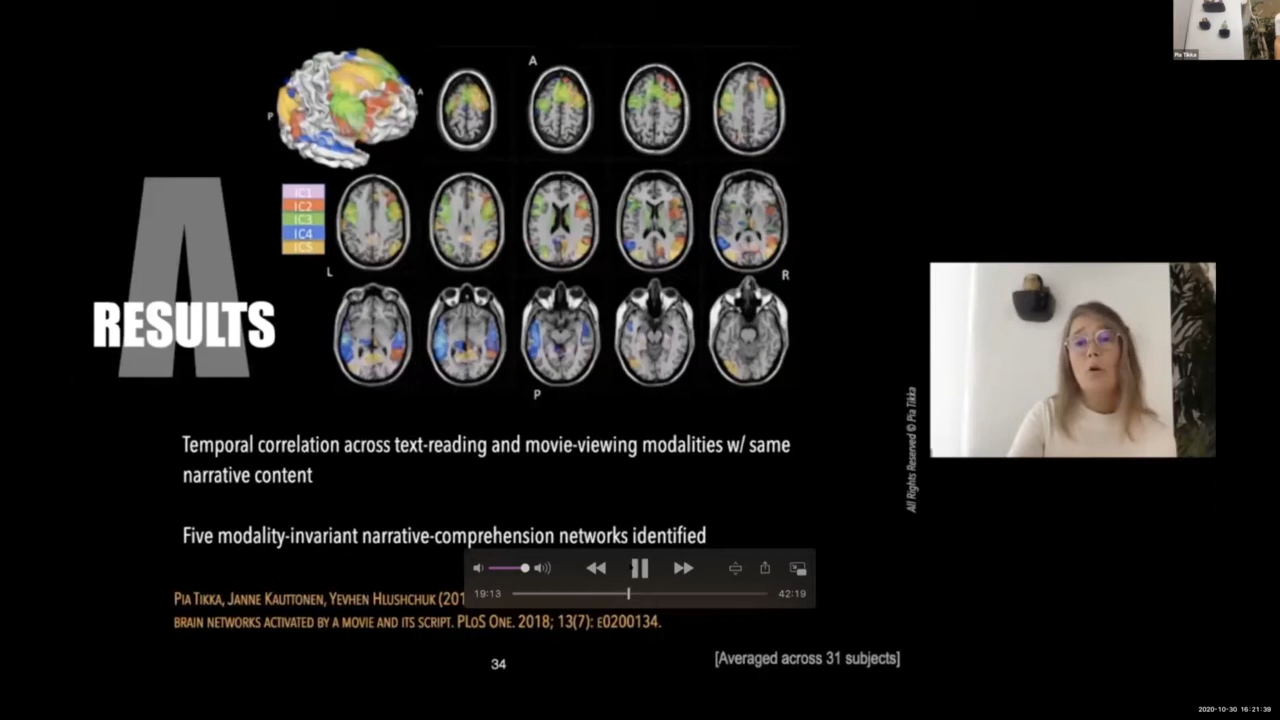 Pia Tikka
A
A
P
IC1
IC2
IC3
IC4
IC5
L
R
A
RESULTS
P
Temporal correlation across text-reading and movie-viewing modalities w/ same
narrative content
Five modality-invariant narrative-comprehension networks identified
19:13
42:19
PIA TIKKA, JANNE KAUTTONEN, YEVHEN HLUSHCHUK (201
BRAIN NETWORKS ACTIVATED BY A MOVIE AND ITS SCRIPT. PLOS ONE. 2018; 13(7): E0200134.
34
[Averaged across 31 subjects]
All Rights Reserved © Pia Tikka
2020-10-30 16:21:39